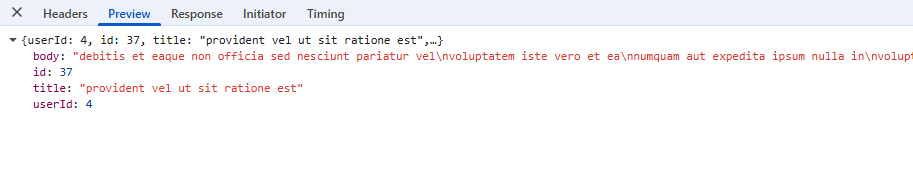 Headers Preview Response Initiator Timing
{userId: 4, id: 37, title: "provident vel ut sit ratione est",…}
body: "debitis et eaque non officia sed nesciunt pariatur vel\nvoluptatem iste vero et ea\nnumquam aut expedita ipsum nulla in\nvolupt
id: 37
title: "provident vel ut sit ratione est"
userId: 4